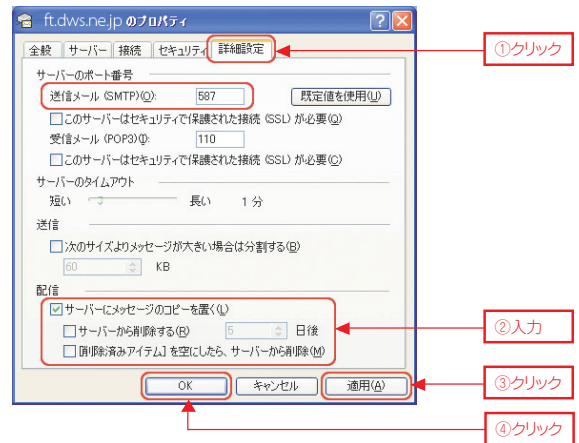 ft.dws.ne.jp のプロパティ
全般 サーバー 接続 セキュリティ 詳細設定
①クリック
サーバーのポート番号
送信メール (SMTP)(O): 587 既定値を使用(U)
このサーバーはセキュリティで保護された接続 (SSL) が必要(Q)
受信メール (POP3)(I): 110
このサーバーはセキュリティで保護された接続 (SSL) が必要(C)
サーバーのタイムアウト
短い 長い 1 分
送信
次のサイズよりメッセージが大きい場合は分割する(B)
60 KB
配信
サーバーにメッセージのコピーを置く(L)
サーバーから削除する(R) 5 日後
②入力
[削除済みアイテム] を空にしたら、サーバーから削除(M)
OK キャンセル 適用(A)
③クリック
④クリック